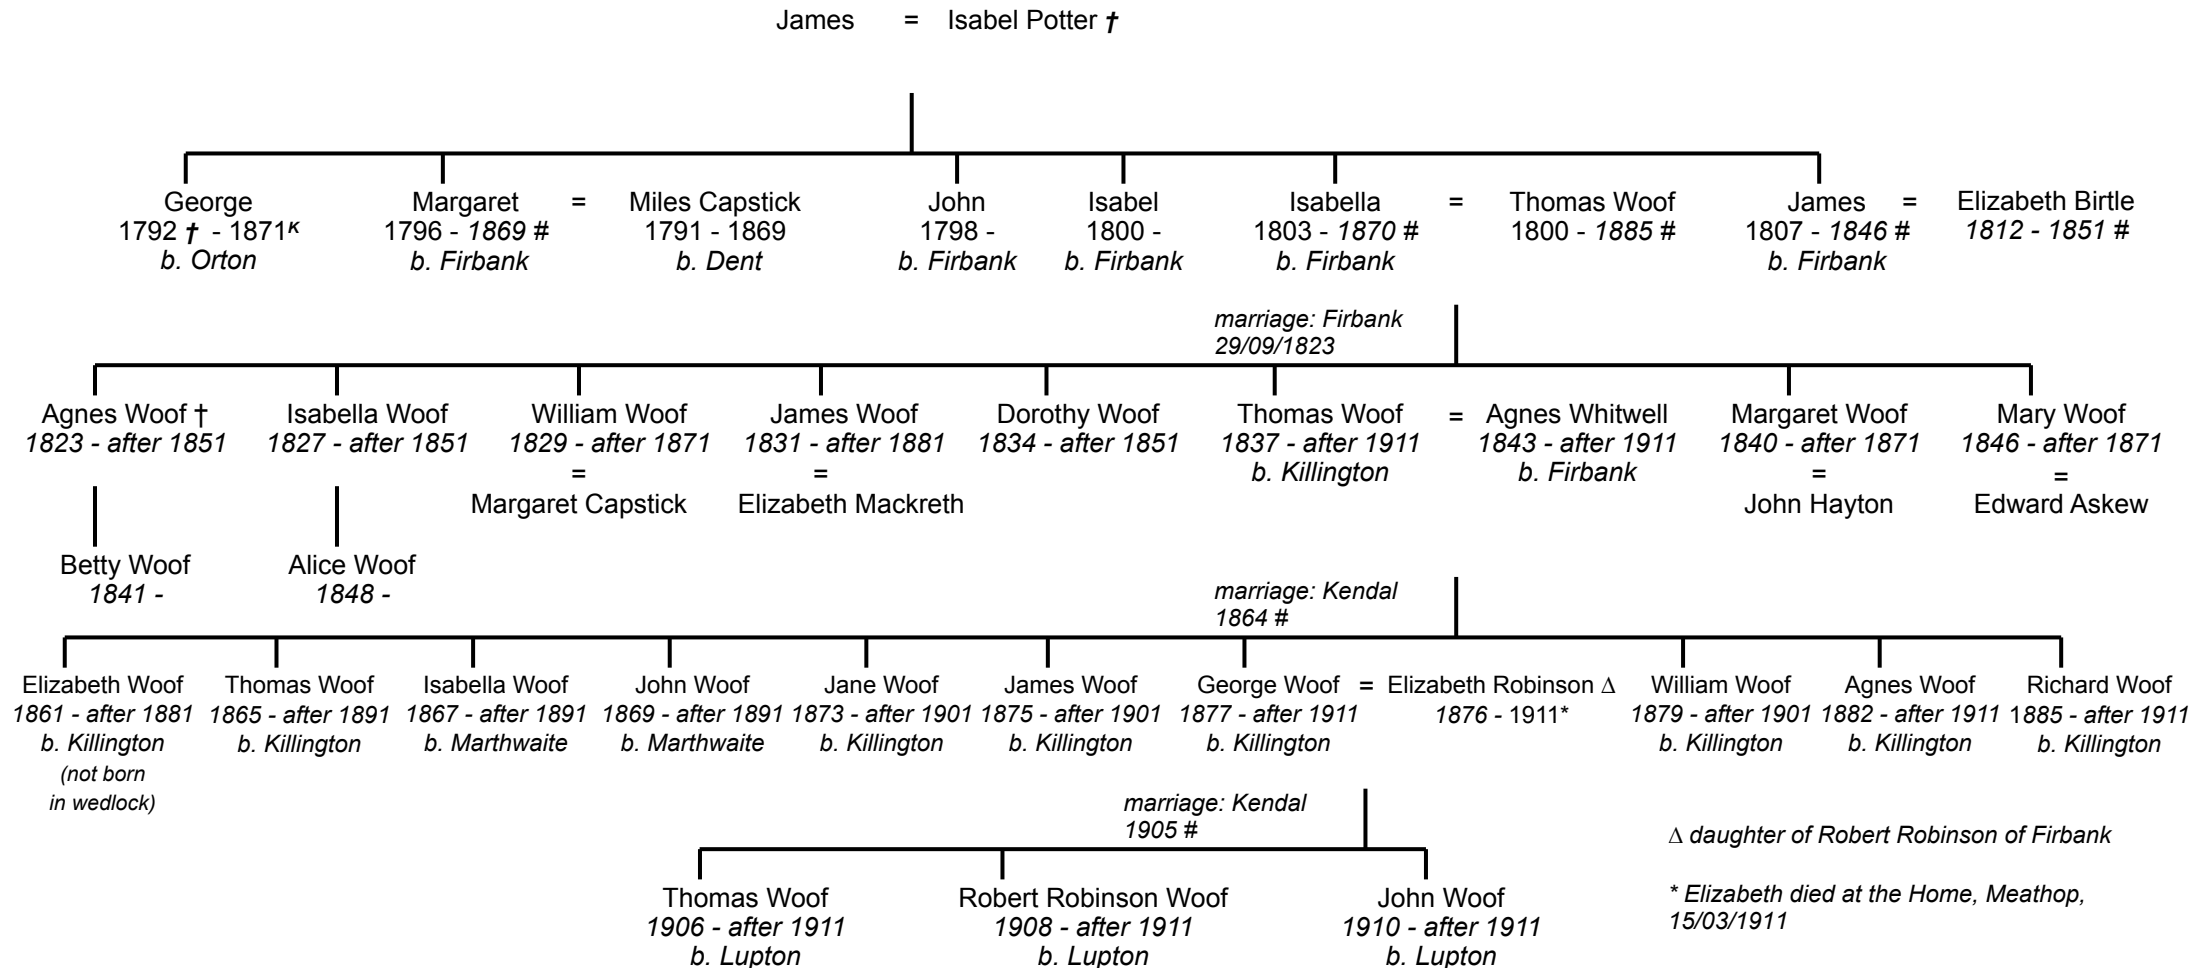 James = Isabel Potter †
George
1792 † - 1871ᴷ
b. Orton
Margaret
1796 - 1869 #
b. Firbank
=
Miles Capstick
1791 - 1869
b. Dent
John
1798 -
b. Firbank
Isabel
1800 -
b. Firbank
Isabella
1803 - 1870 #
b. Firbank
=
Thomas Woof
1800 - 1885 #
James
1807 - 1846 #
b. Firbank
=
Elizabeth Birtle
1812 - 1851 #
marriage: Firbank
29/09/1823
Agnes Woof †
1823 - after 1851
Isabella Woof
1827 - after 1851
William Woof
1829 - after 1871
=
Margaret Capstick
James Woof
1831 - after 1881
=
Elizabeth Mackreth
Dorothy Woof
1834 - after 1851
Thomas Woof
1837 - after 1911
b. Killington
=
Agnes Whitwell
1843 - after 1911
b. Firbank
Margaret Woof
1840 - after 1871
=
John Hayton
Mary Woof
1846 - after 1871
=
Edward Askew
Betty Woof
1841 -
Alice Woof
1848 -
marriage: Kendal
1864 #
Elizabeth Woof
1861 - after 1881
b. Killington
(not born
in wedlock)
Thomas Woof
1865 - after 1891
b. Killington
Isabella Woof
1867 - after 1891
b. Marthwaite
John Woof
1869 - after 1891
b. Marthwaite
Jane Woof
1873 - after 1901
b. Killington
James Woof
1875 - after 1901
b. Killington
George Woof
1877 - after 1911
b. Killington
=
Elizabeth Robinson ∆
1876 - 1911*
William Woof
1879 - after 1901
b. Killington
Agnes Woof
1882 - after 1911
b. Killington
Richard Woof
1885 - after 1911
b. Killington
marriage: Kendal
1905 #
Thomas Woof
1906 - after 1911
b. Lupton
Robert Robinson Woof
1908 - after 1911
b. Lupton
John Woof
1910 - after 1911
b. Lupton
∆ daughter of Robert Robinson of Firbank
* Elizabeth died at the Home, Meathop,
15/03/1911